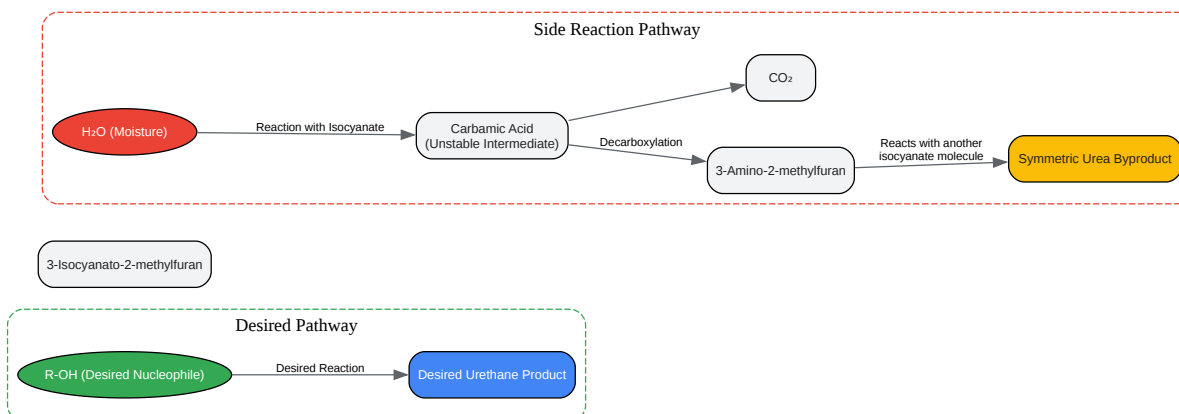 Side Reaction Pathway
CO₂
H₂O (Moisture)
Reaction with Isocyanate
Carbamic Acid
(Unstable Intermediate)
Decarboxylation
3-Amino-2-methylfuran
Reacts with another
isocyanate molecule
Symmetric Urea Byproduct
3-Isocyanato-2-methylfuran
Desired Pathway
R-OH (Desired Nucleophile)
Desired Reaction
Desired Urethane Product